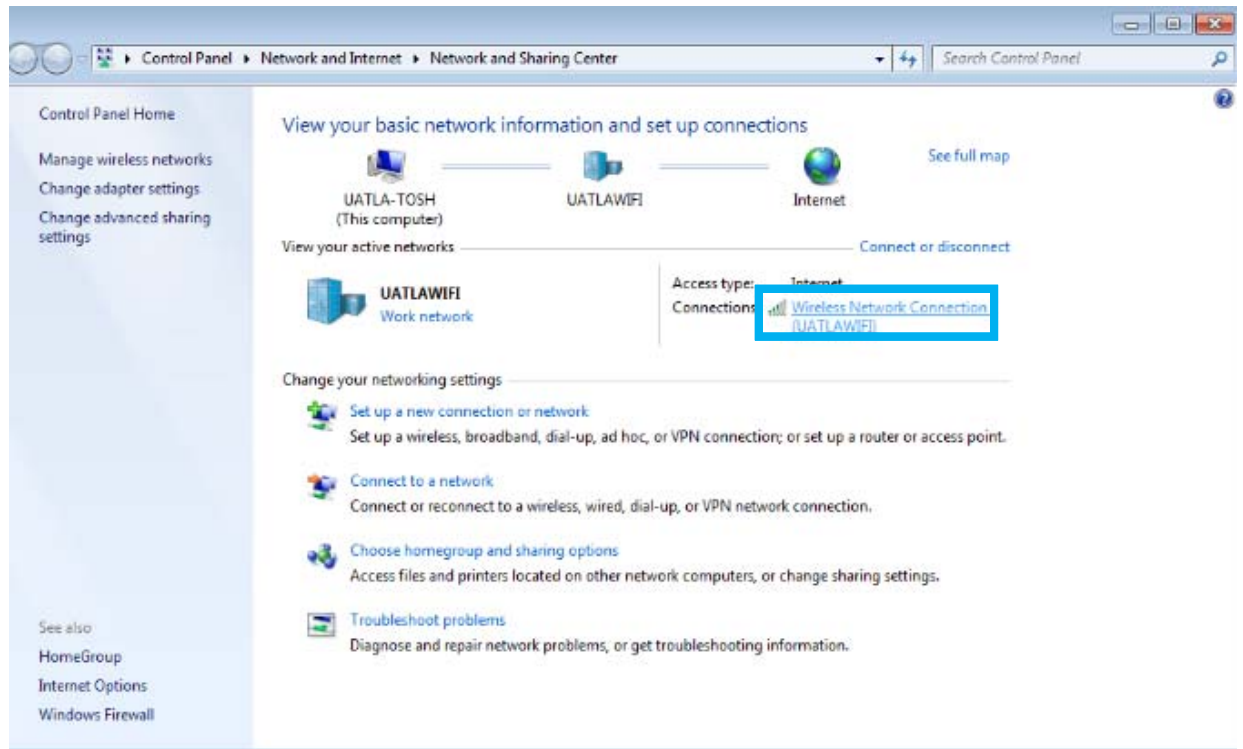 Control Panel ▸ Network and Internet ▸ Network and Sharing Center
Search Control Panel
Control Panel Home
Manage wireless networks
Change adapter settings
Change advanced sharing
settings
See also
HomeGroup
Internet Options
Windows Firewall
View your basic network information and set up connections
See full map
UATLA-TOSH
(This computer)
UATLAWIFI
Internet
View your active networks
Connect or disconnect
UATLAWIFI
Work network
Access type: Internet
Connections Wireless Network Connection
(UATLAWIFI)
Change your networking settings
Set up a new connection or network
Set up a wireless, broadband, dial-up, ad hoc, or VPN connection; or set up a router or access point.
Connect to a network
Connect or reconnect to a wireless, wired, dial-up, or VPN network connection.
Choose homegroup and sharing options
Access files and printers located on other network computers, or change sharing settings.
Troubleshoot problems
Diagnose and repair network problems, or get troubleshooting information.